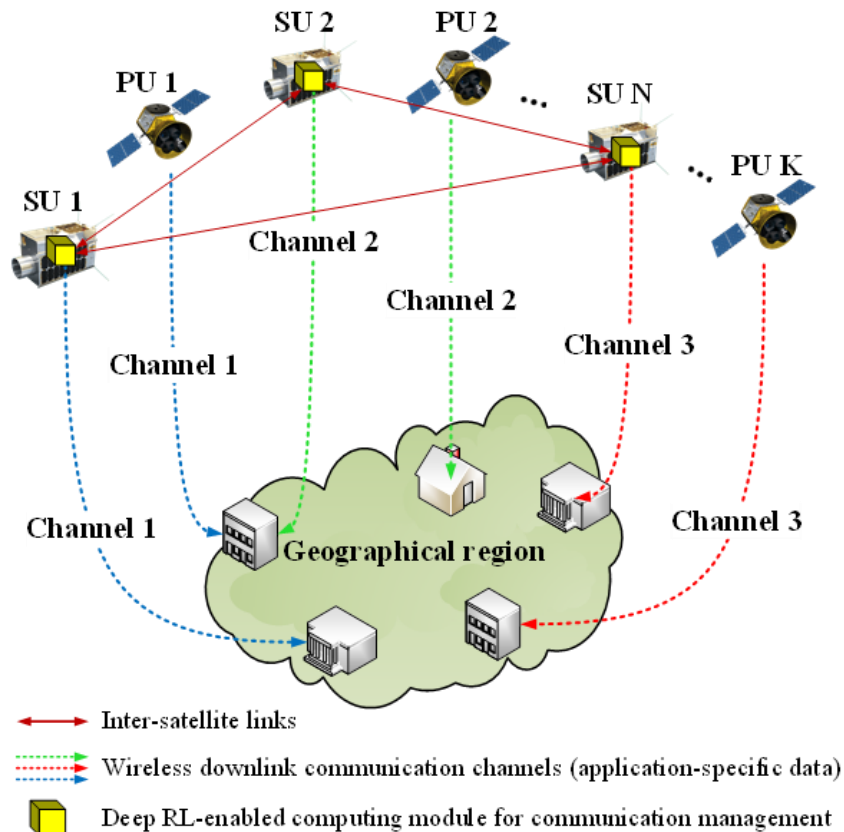 SU 2
PU 2
PU 1
...
SU N
...
PU K
SU 1
Channel 2
Channel 2
Channel 3
Channel 1
Channel 1
Channel 3
Geographical region
Inter-satellite links
Wireless downlink communication channels (application-specific data)
Deep RL-enabled computing module for communication management